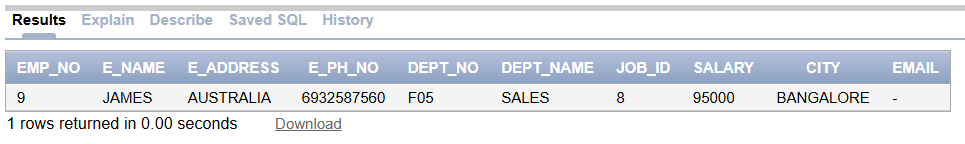 Results Explain Describe Saved SQL History
EMP_NO E_NAME E_ADDRESS E_PH_NO DEPT_NO DEPT_NAME JOB_ID SALARY CITY EMAIL
9 JAMES AUSTRALIA 6932587560 F05 SALES 8 95000 BANGALORE -
1 rows returned in 0.00 seconds Download